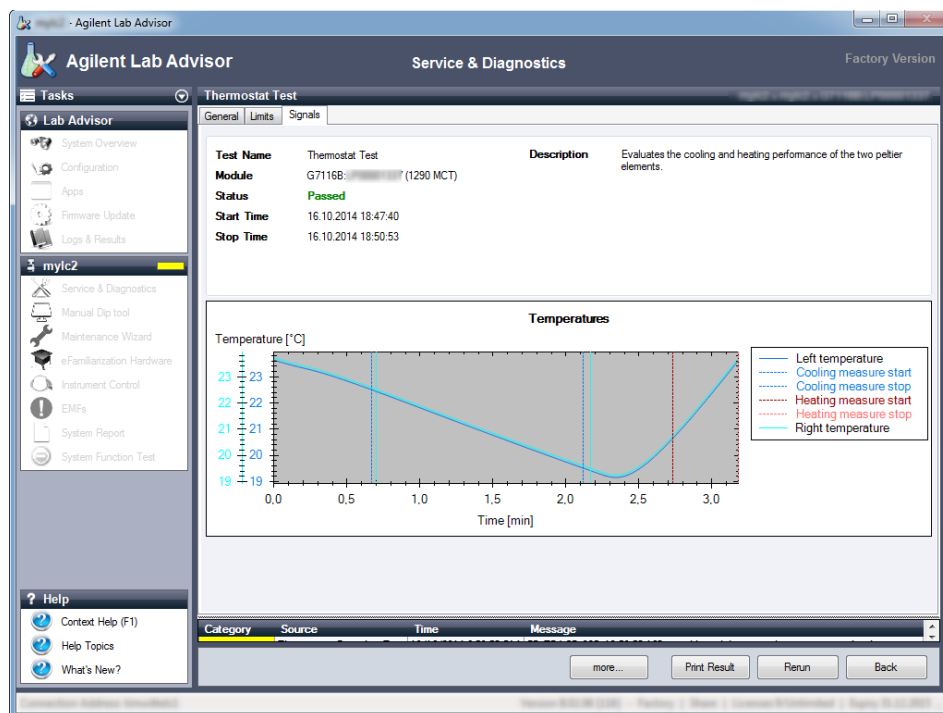 - Agilent Lab Advisor
Agilent Lab Advisor
Service & Diagnostics
Factory Version
Tasks
Lab Advisor
System Overview
Configuration
Apps
Firmware Update
Logs & Results
mylc2
Service & Diagnostics
Manual Dip tool
Maintenance Wizard
eFamiliarization Hardware
Instrument Control
EMFs
System Report
System Function Test
? Help
Context Help (F1)
Help Topics
What's New?
Thermostat Test
General Limits Signals
Test Name Themostat Test
Module G7116B: (1290 MCT)
Status Passed
Start Time 16.10.2014 18:47:40
Stop Time 16.10.2014 18:50:53
Description Evaluates the cooling and heating performance of the two peltier
elements.
Temperatures
Temperature [°C]
23 23
22 22
21 21
20 20
19 19
0,0 0,5 1,0 1,5 2,0 2,5 3,0
Time [min]
Left temperature
Cooling measure start
Cooling measure stop
Heating measure start
Heating measure stop
Right temperature
Category Source Time Message
more... Print Result Rerun Back